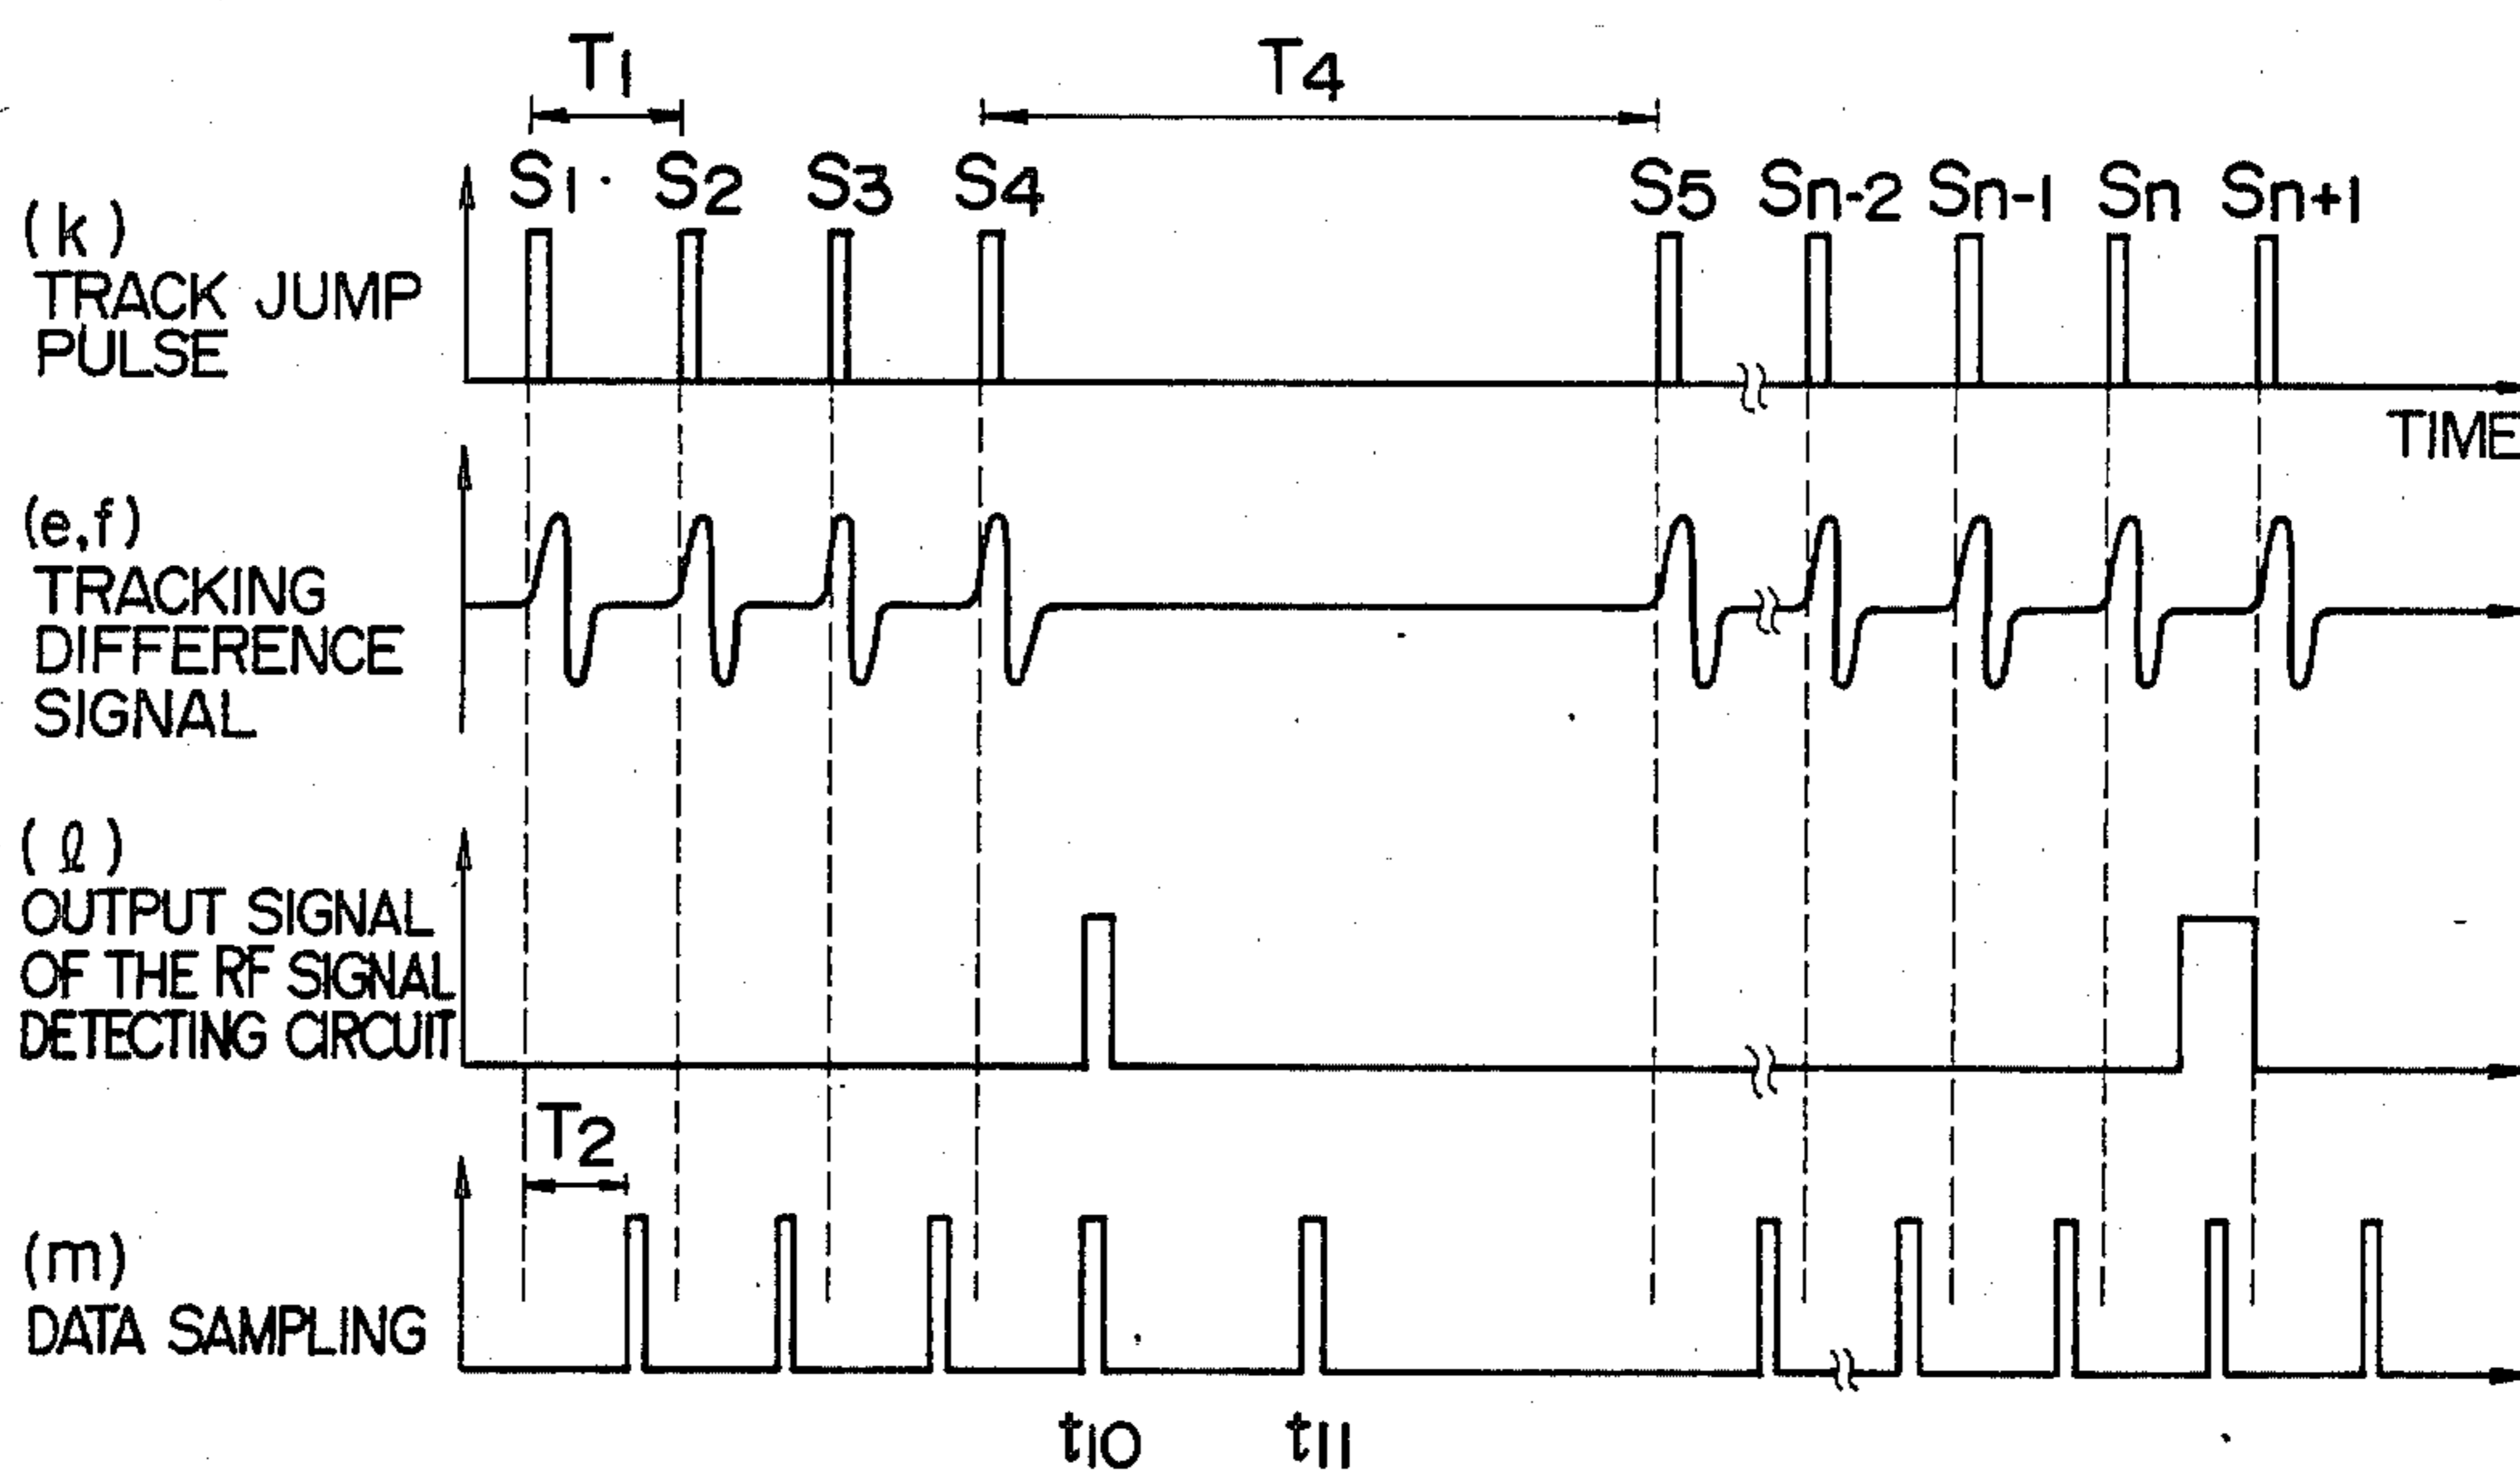 T1 T4
S1 S2 S3 S4 S5 Sn-2 Sn-1 Sn Sn+1
(k)
TRACK JUMP
PULSE
TIME
(e,f)
TRACKING
DIFFERENCE
SIGNAL
(ℓ)
OUTPUT SIGNAL
OF THE RF SIGNAL
DETECTING CIRCUIT
T2
(m)
DATA SAMPLING
t10 t11